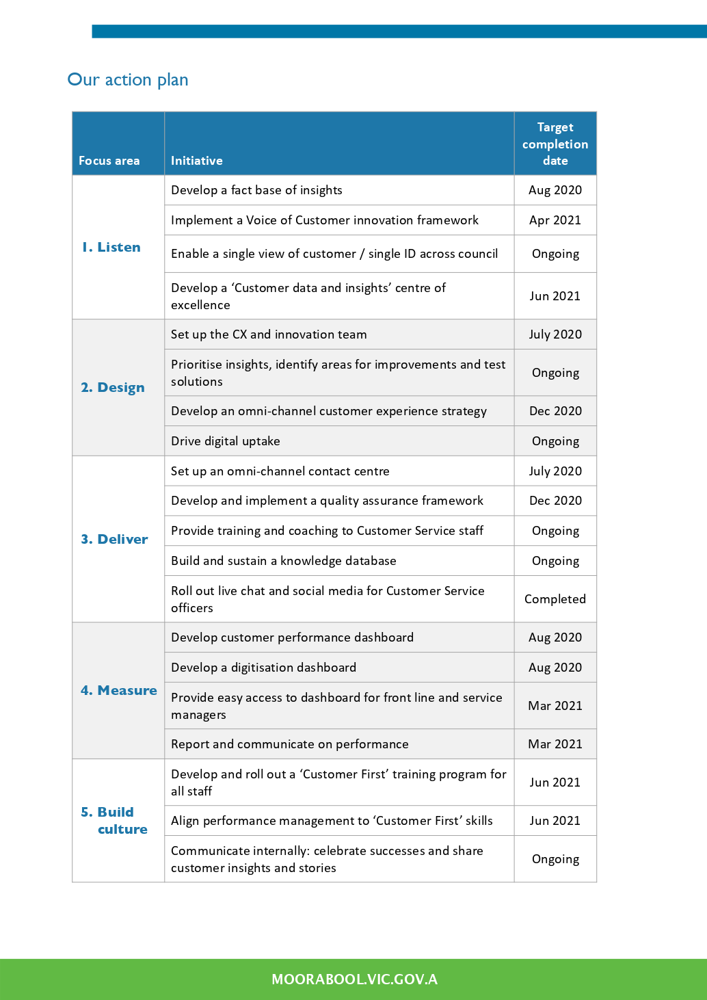 Our action plan
Focus area
Initiative
Target
completion
date
1. Listen
Develop a fact base of insights
Aug 2020
Implement a Voice of Customer innovation framework
Apr 2021
Enable a single view of customer / single ID across council
Ongoing
Develop a ‘Customer data and insights’ centre of
excellence
Jun 2021
2. Design
Set up the CX and innovation team
July 2020
Prioritise insights, identify areas for improvements and test
solutions
Ongoing
Develop an omni-channel customer experience strategy
Dec 2020
Drive digital uptake
Ongoing
3. Deliver
Set up an omni-channel contact centre
July 2020
Develop and implement a quality assurance framework
Dec 2020
Provide training and coaching to Customer Service staff
Ongoing
Build and sustain a knowledge database
Ongoing
Roll out live chat and social media for Customer Service
officers
Completed
4. Measure
Develop customer performance dashboard
Aug 2020
Develop a digitisation dashboard
Aug 2020
Provide easy access to dashboard for front line and service
managers
Mar 2021
Report and communicate on performance
Mar 2021
5. Build
culture
Develop and roll out a ‘Customer First’ training program for
all staff
Jun 2021
Align performance management to ‘Customer First’ skills
Jun 2021
Communicate internally: celebrate successes and share
customer insights and stories
Ongoing
MOORABOOL.VIC.GOV.A